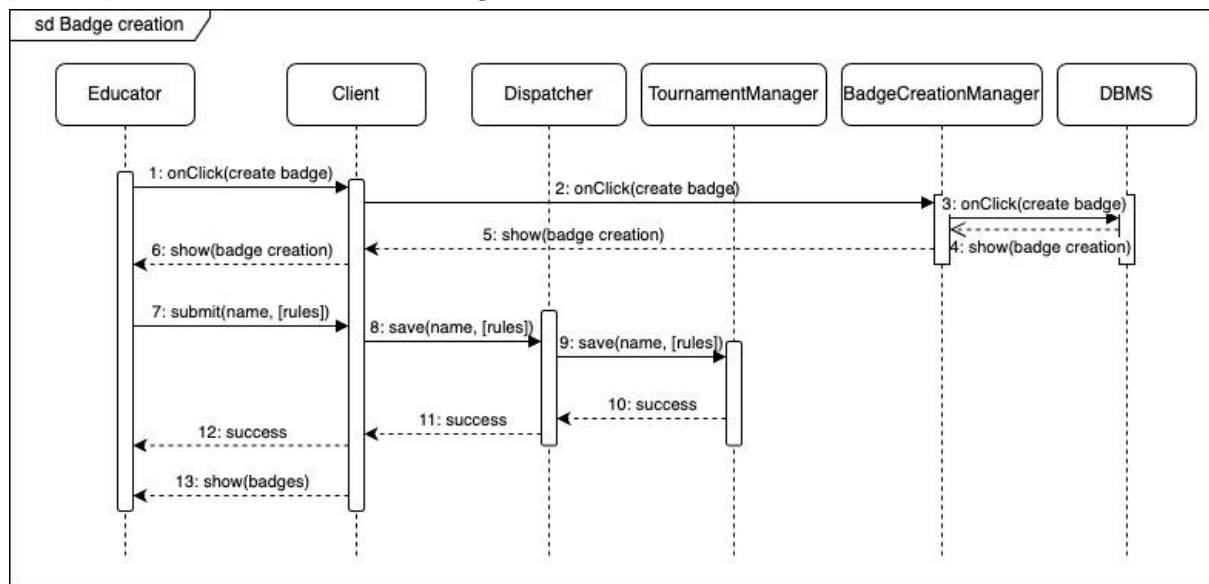 sd Badge creation
Educator
Client
Dispatcher
TournamentManager
BadgeCreationManager
DBMS
1: onClick(create badge)
2: onClick(create badge)
3: onClick(create badge)
4: show(badge creation)
5: show(badge creation)
6: show(badge creation)
7: submit(name, [rules])
8: save(name, [rules])
9: save(name, [rules])
10: success
11: success
12: success
13: show(badges)